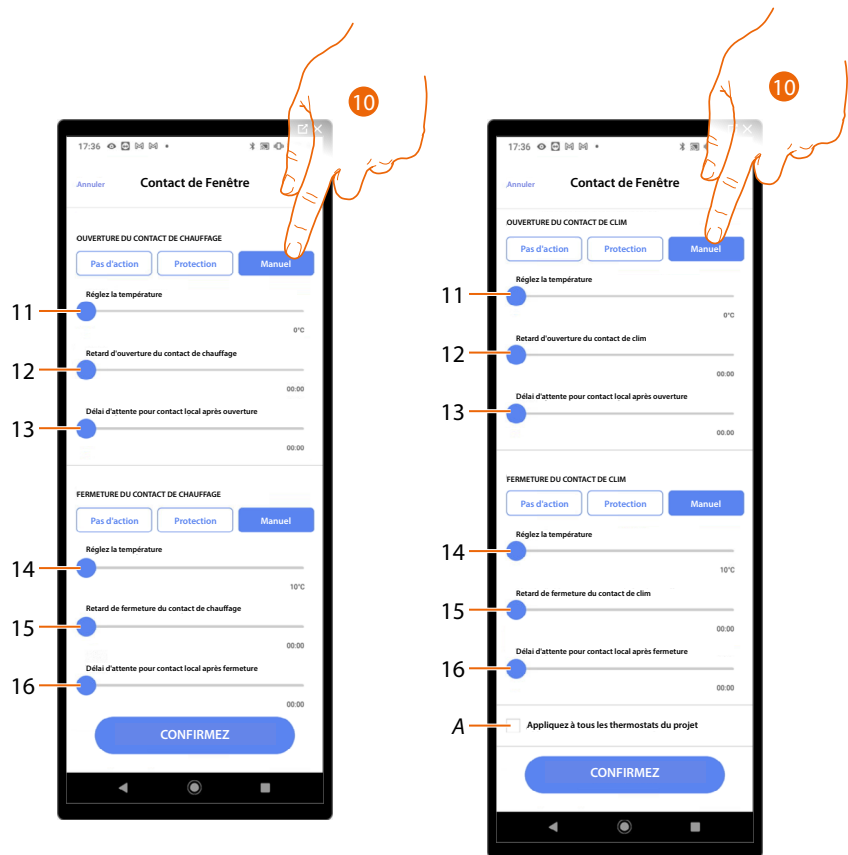 10
17:36
Annuler
Contact de Fenêtre
OUVERTURE DU CONTACT DE CHAUFFAGE
Pas d'action
Protection
Manuel
Réglez la température
11
0°C
Retard d'ouverture du contact de chauffage
12
00:00
Délai d'attente pour contact local après ouverture
13
00:00
FERMETURE DU CONTACT DE CHAUFFAGE
Pas d'action
Protection
Manuel
Réglez la température
14
10°C
Retard de fermeture du contact de chauffage
15
00:00
Délai d'attente pour contact local après fermeture
16
00:00
CONFIRMEZ
10
17:36
Annuler
Contact de Fenêtre
OUVERTURE DU CONTACT DE CLIM
Pas d'action
Protection
Manuel
Réglez la température
11
0°C
Retard d'ouverture du contact de clim
12
00:00
Délai d'attente pour contact local après ouverture
13
00:00
FERMETURE DU CONTACT DE CLIM
Pas d'action
Protection
Manuel
Réglez la température
14
10°C
Retard de fermeture du contact de clim
15
00:00
Délai d'attente pour contact local après fermeture
16
00:00
A
Appliquez à tous les thermostats du projet
CONFIRMEZ